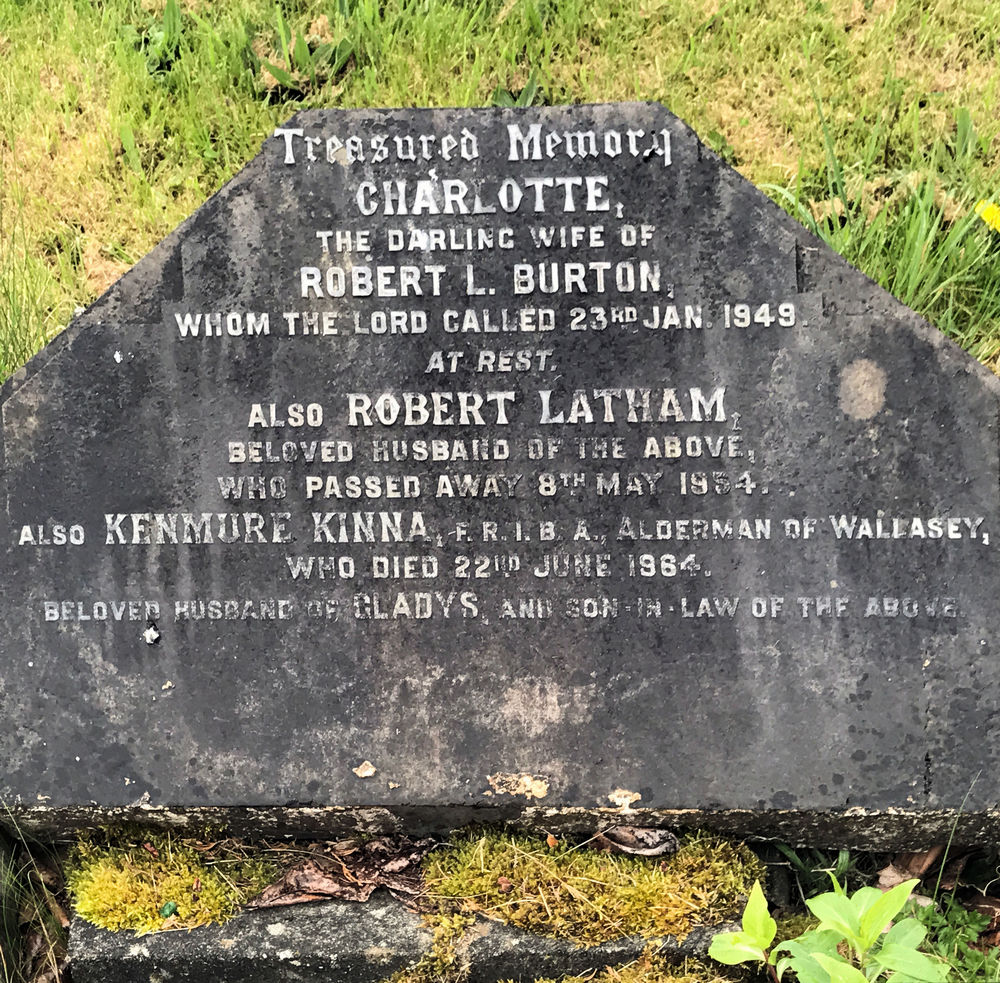 Treasured Memory
CHARLOTTE,
THE DARLING WIFE OF
ROBERT L. BURTON,
WHOM THE LORD CALLED 23RD JAN. 1949.
AT REST.
ALSO ROBERT LATHAM,
BELOVED HUSBAND OF THE ABOVE,
WHO PASSED AWAY 8TH MAY 1954.
ALSO KENMURE KINNA, F.R.I.B.A., ALDERMAN OF WALLASEY,
WHO DIED 22ND JUNE 1964.
BELOVED HUSBAND OF GLADYS, AND SON-IN-LAW OF THE ABOVE.